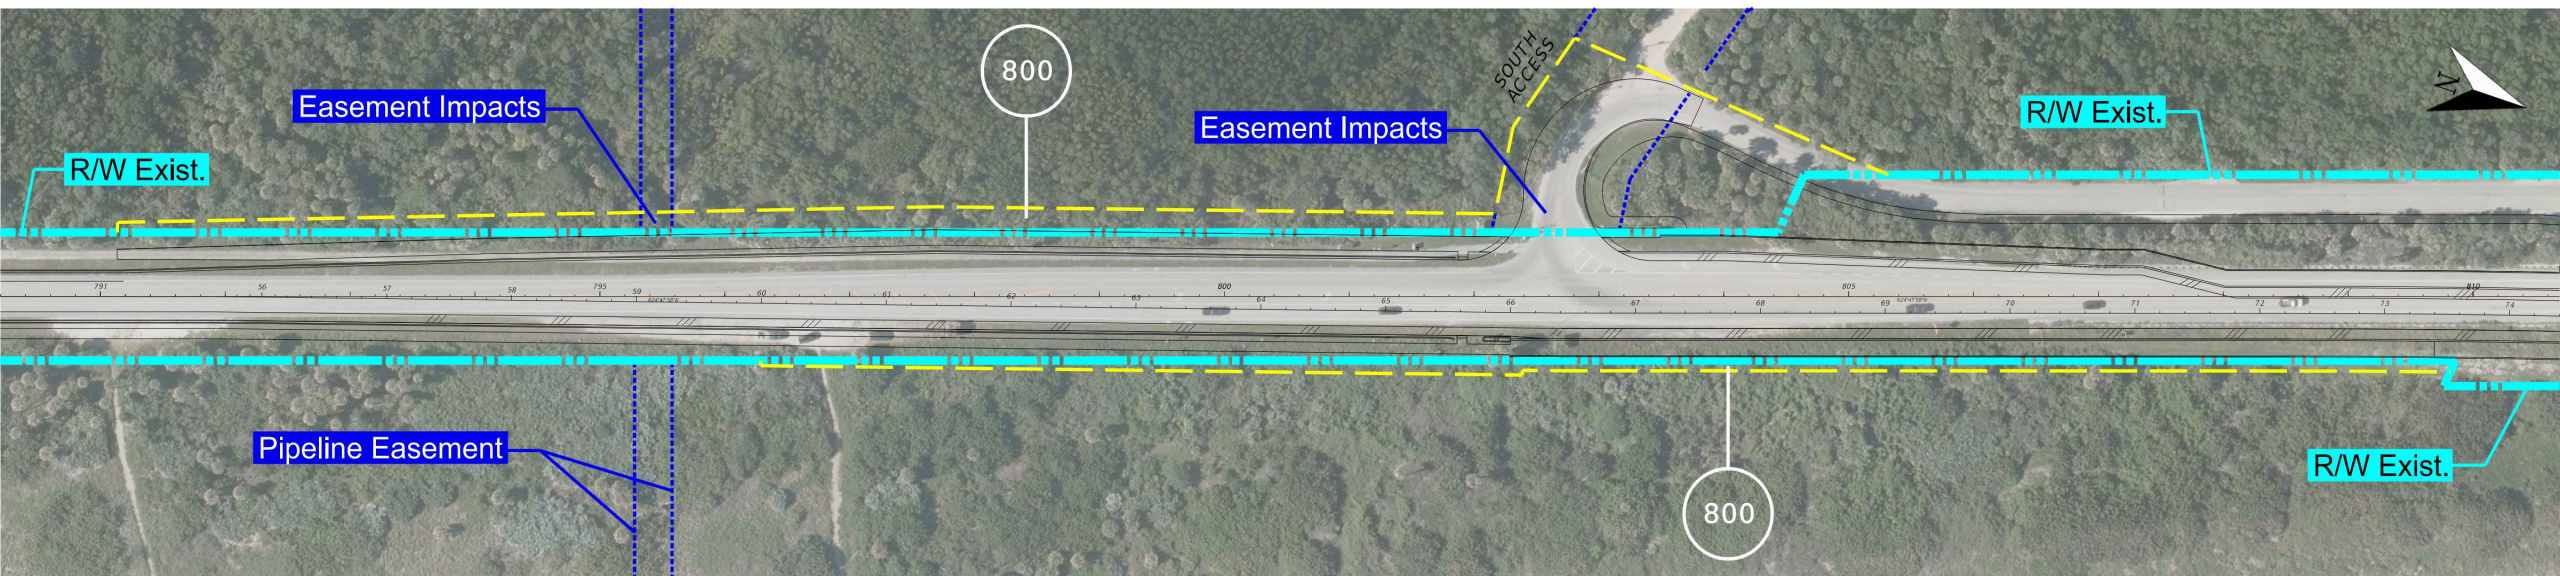 800
SOUTH
ACCESS
N
Easement Impacts
R/W Exist.
Easement Impacts
R/W Exist.
791
56
57
58
795
59
60
61
62
63
800
64
65
66
67
68
805
69
70
71
72
73
810
74
Pipeline Easement
R/W Exist.
800